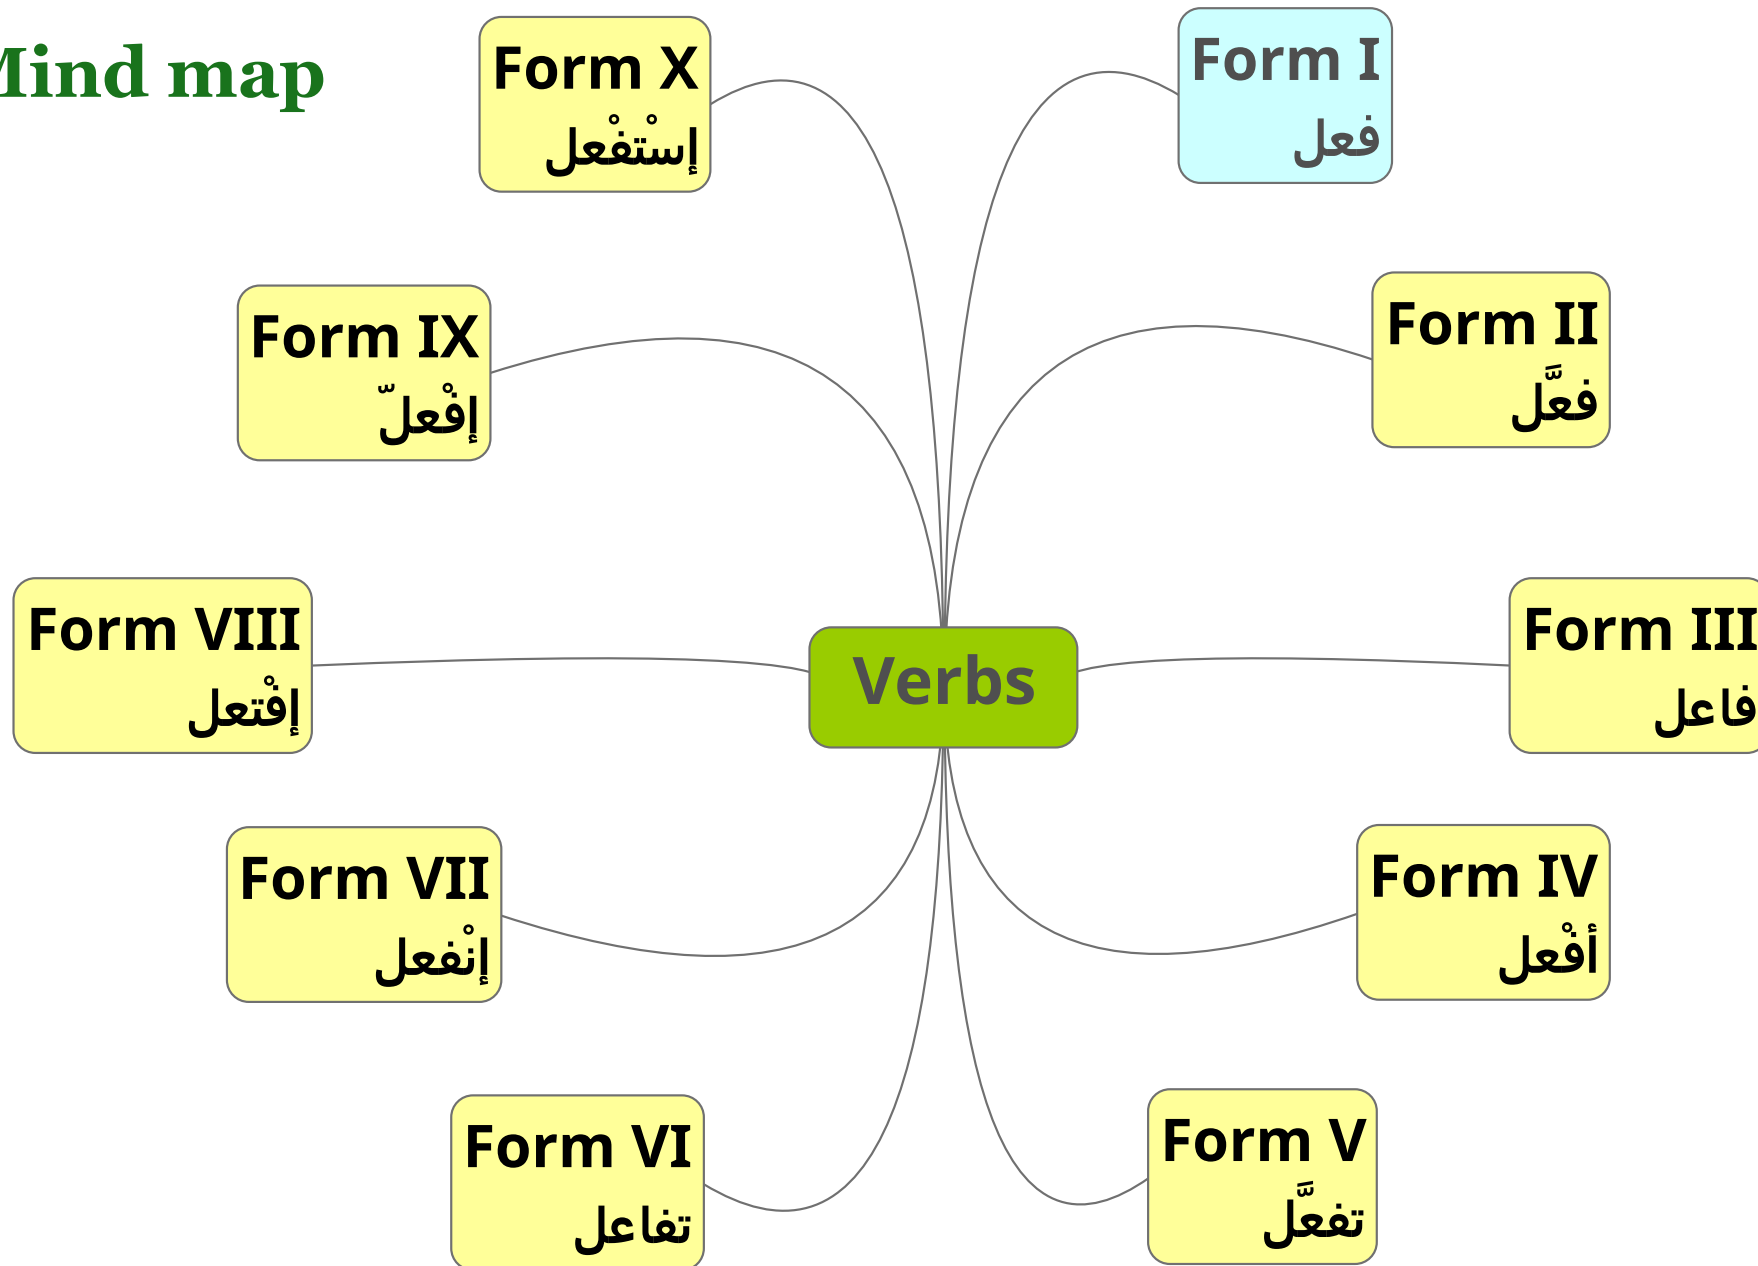 Mind map
Form X
إسْتفْعل
Form I
فعل
Form IX
إفْعلّ
Form II
فعَّل
Form VIII
إفْتعل
Verbs
Form III
فاعل
Form VII
إنْفعل
Form IV
أفْعل
Form VI
تفاعل
Form V
تفعَّل